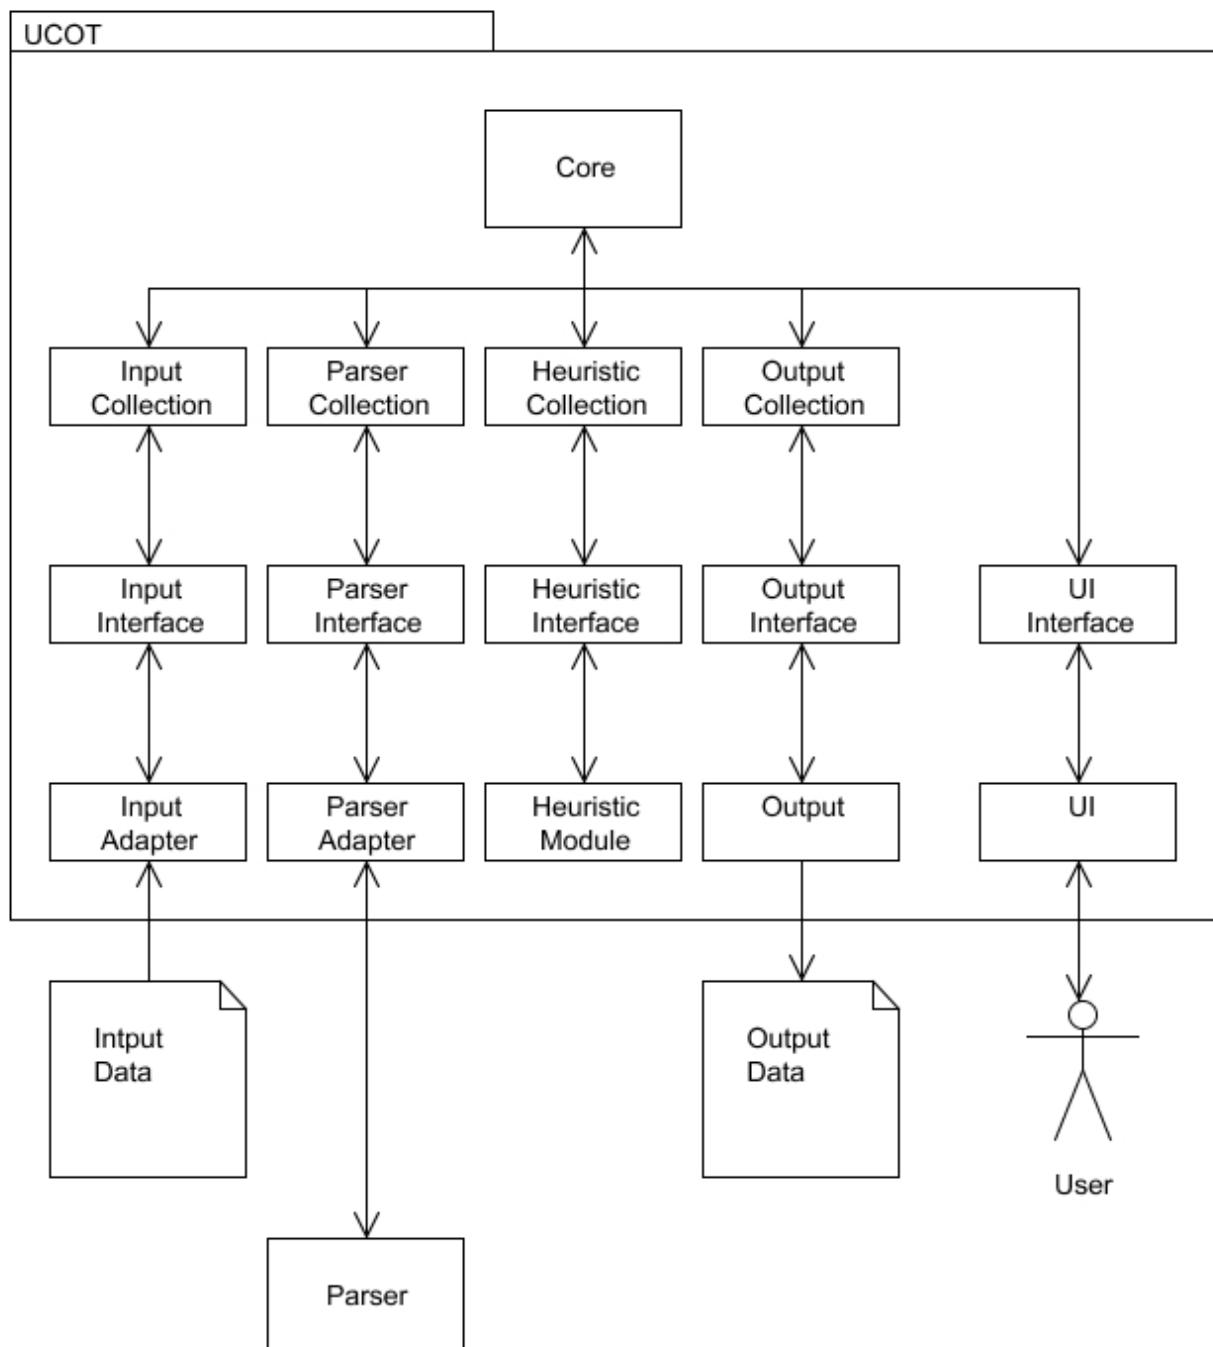 UCOT
Core
Input
Collection
Parser
Collection
Heuristic
Collection
Output
Collection
Input
Interface
Parser
Interface
Heuristic
Interface
Output
Interface
UI
Interface
Input
Adapter
Parser
Adapter
Heuristic
Module
Output
UI
Intput
Data
Output
Data
User
Parser